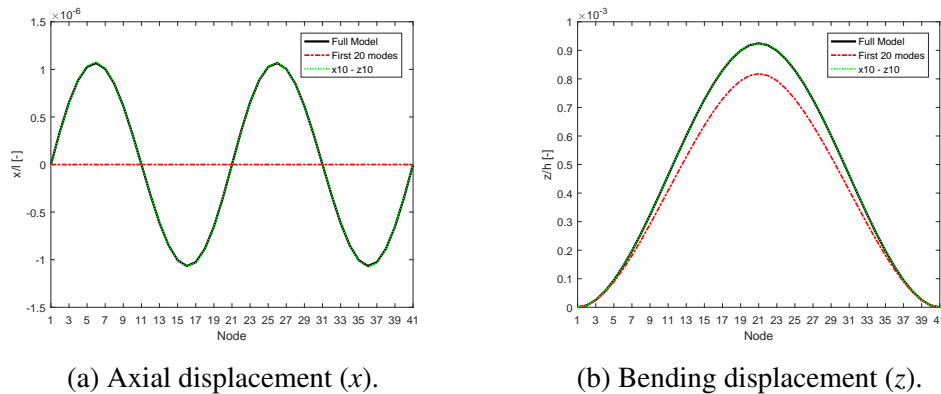 ×10⁻⁶
1.5
1
0.5
0
-0.5
-1
-1.5
x/l [-]
1 3 5 7 9 11 13 15 17 19 21 23 25 27 29 31 33 35 37 39 41
Node
Full Model
First 20 modes
x10 - z10
(a) Axial displacement (x).
×10⁻³
1
0.9
0.8
0.7
0.6
0.5
0.4
0.3
0.2
0.1
0
z/h [-]
1 3 5 7 9 11 13 15 17 19 21 23 25 27 29 31 33 35 37 39 41
Node
Full Model
First 20 modes
x10 - z10
(b) Bending displacement (z).